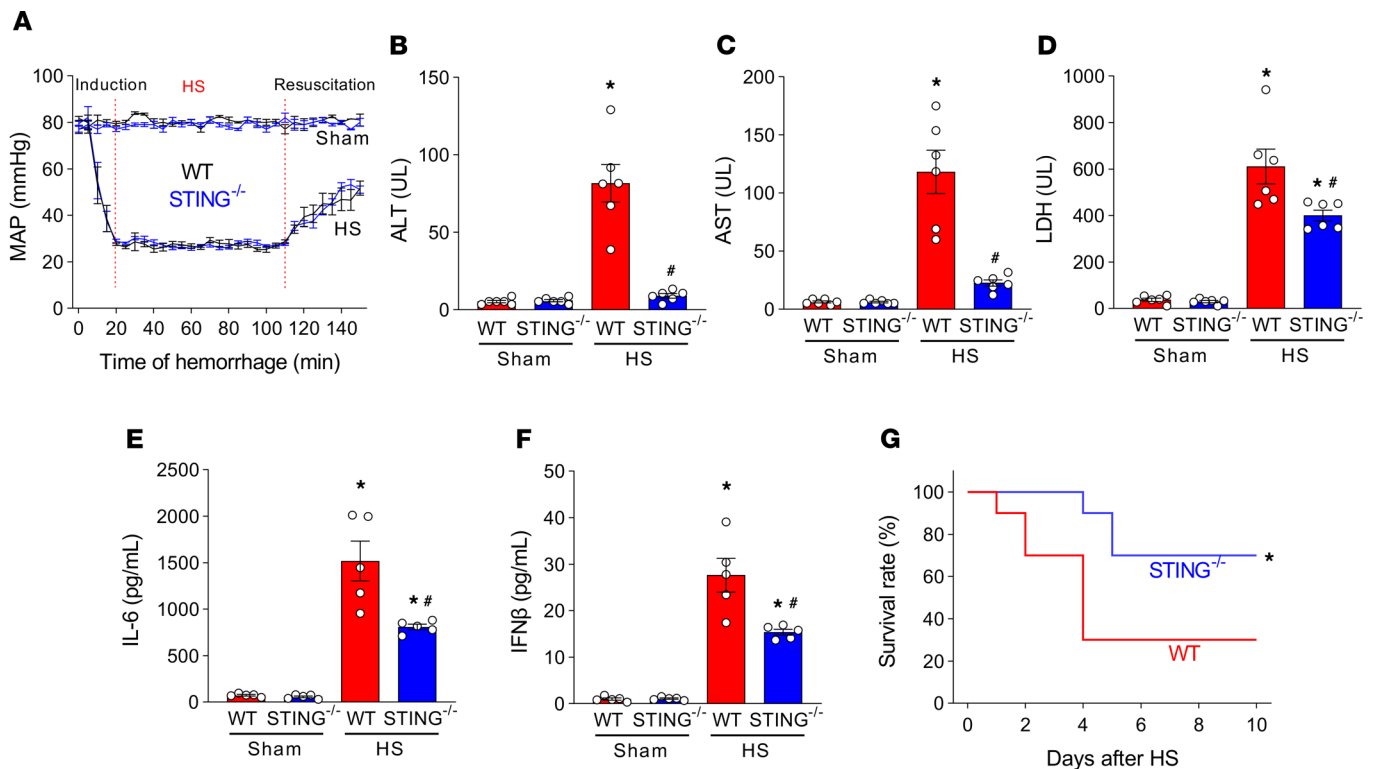 A
MAP (mmHg)
100
80
60
40
20
0
Induction
HS
Resuscitation
Sham
WT
STING-/-
HS
0 20 40 60 80 100 120 140
Time of hemorrhage (min)
B
ALT (UL)
150
100
50
0
*
#
WT STING-/- WT STING-/-
Sham HS
C
AST (UL)
200
150
100
50
0
*
#
WT STING-/- WT STING-/-
Sham HS
D
LDH (UL)
1000
800
600
400
200
0
*
* #
WT STING-/- WT STING-/-
Sham HS
E
IL-6 (pg/mL)
2500
2000
1500
1000
500
0
*
* #
WT STING-/- WT STING-/-
Sham HS
F
IFNβ (pg/mL)
50
40
30
20
10
0
*
* #
WT STING-/- WT STING-/-
Sham HS
G
Survival rate (%)
100
80
60
40
20
0
STING-/-
*
WT
0 2 4 6 8 10
Days after HS